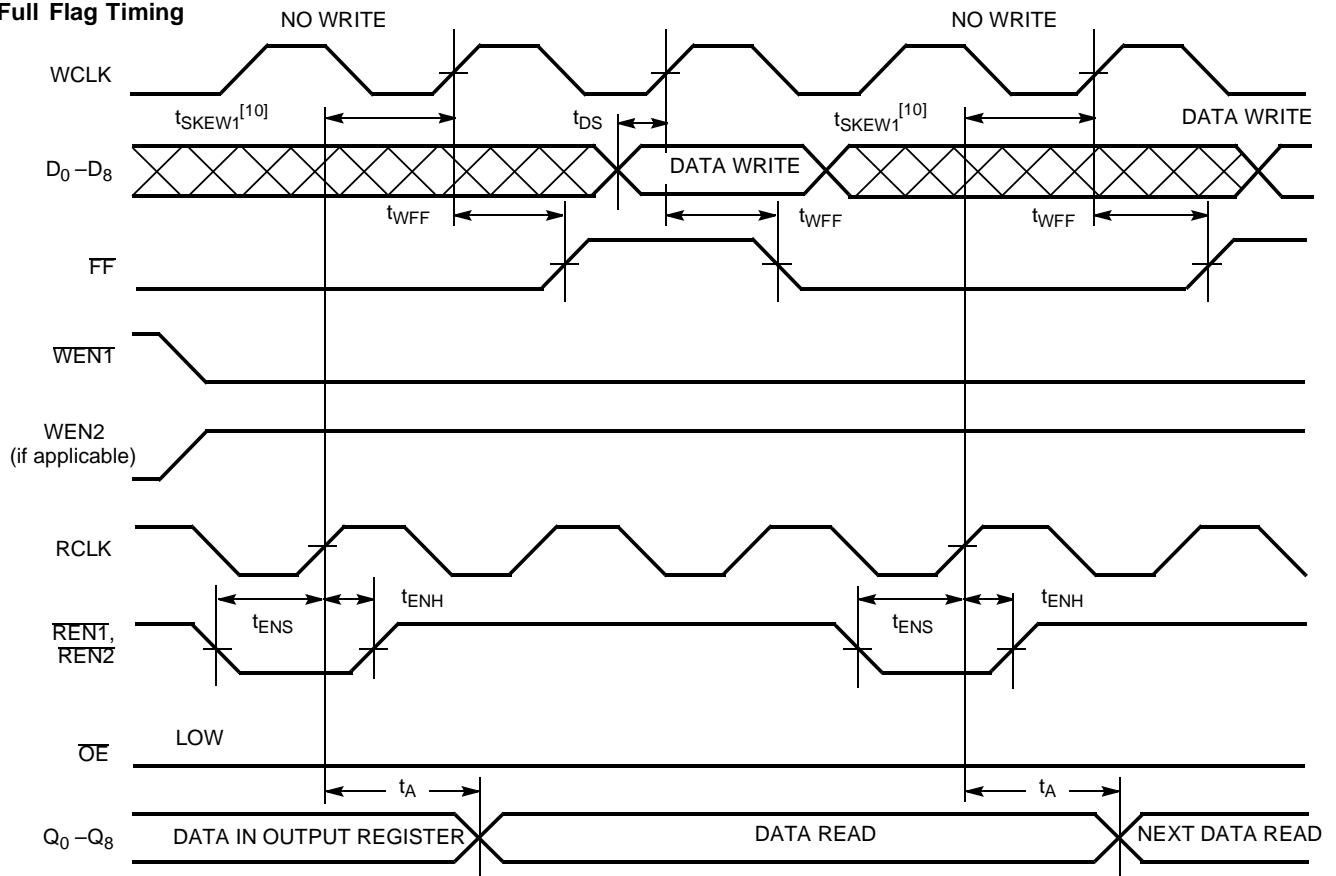 Full Flag Timing
NO WRITE
NO WRITE
WCLK
tSKEW1[10]
tDS
tSKEW1[10]
DATA WRITE
D0 –D8
DATA WRITE
tWFF
tWFF
tWFF
FF
WEN1
WEN2
(if applicable)
RCLK
tENS
tENH
tENS
tENH
REN1,
REN2
LOW
OE
tA
tA
Q0 –Q8
DATA IN OUTPUT REGISTER
DATA READ
NEXT DATA READ